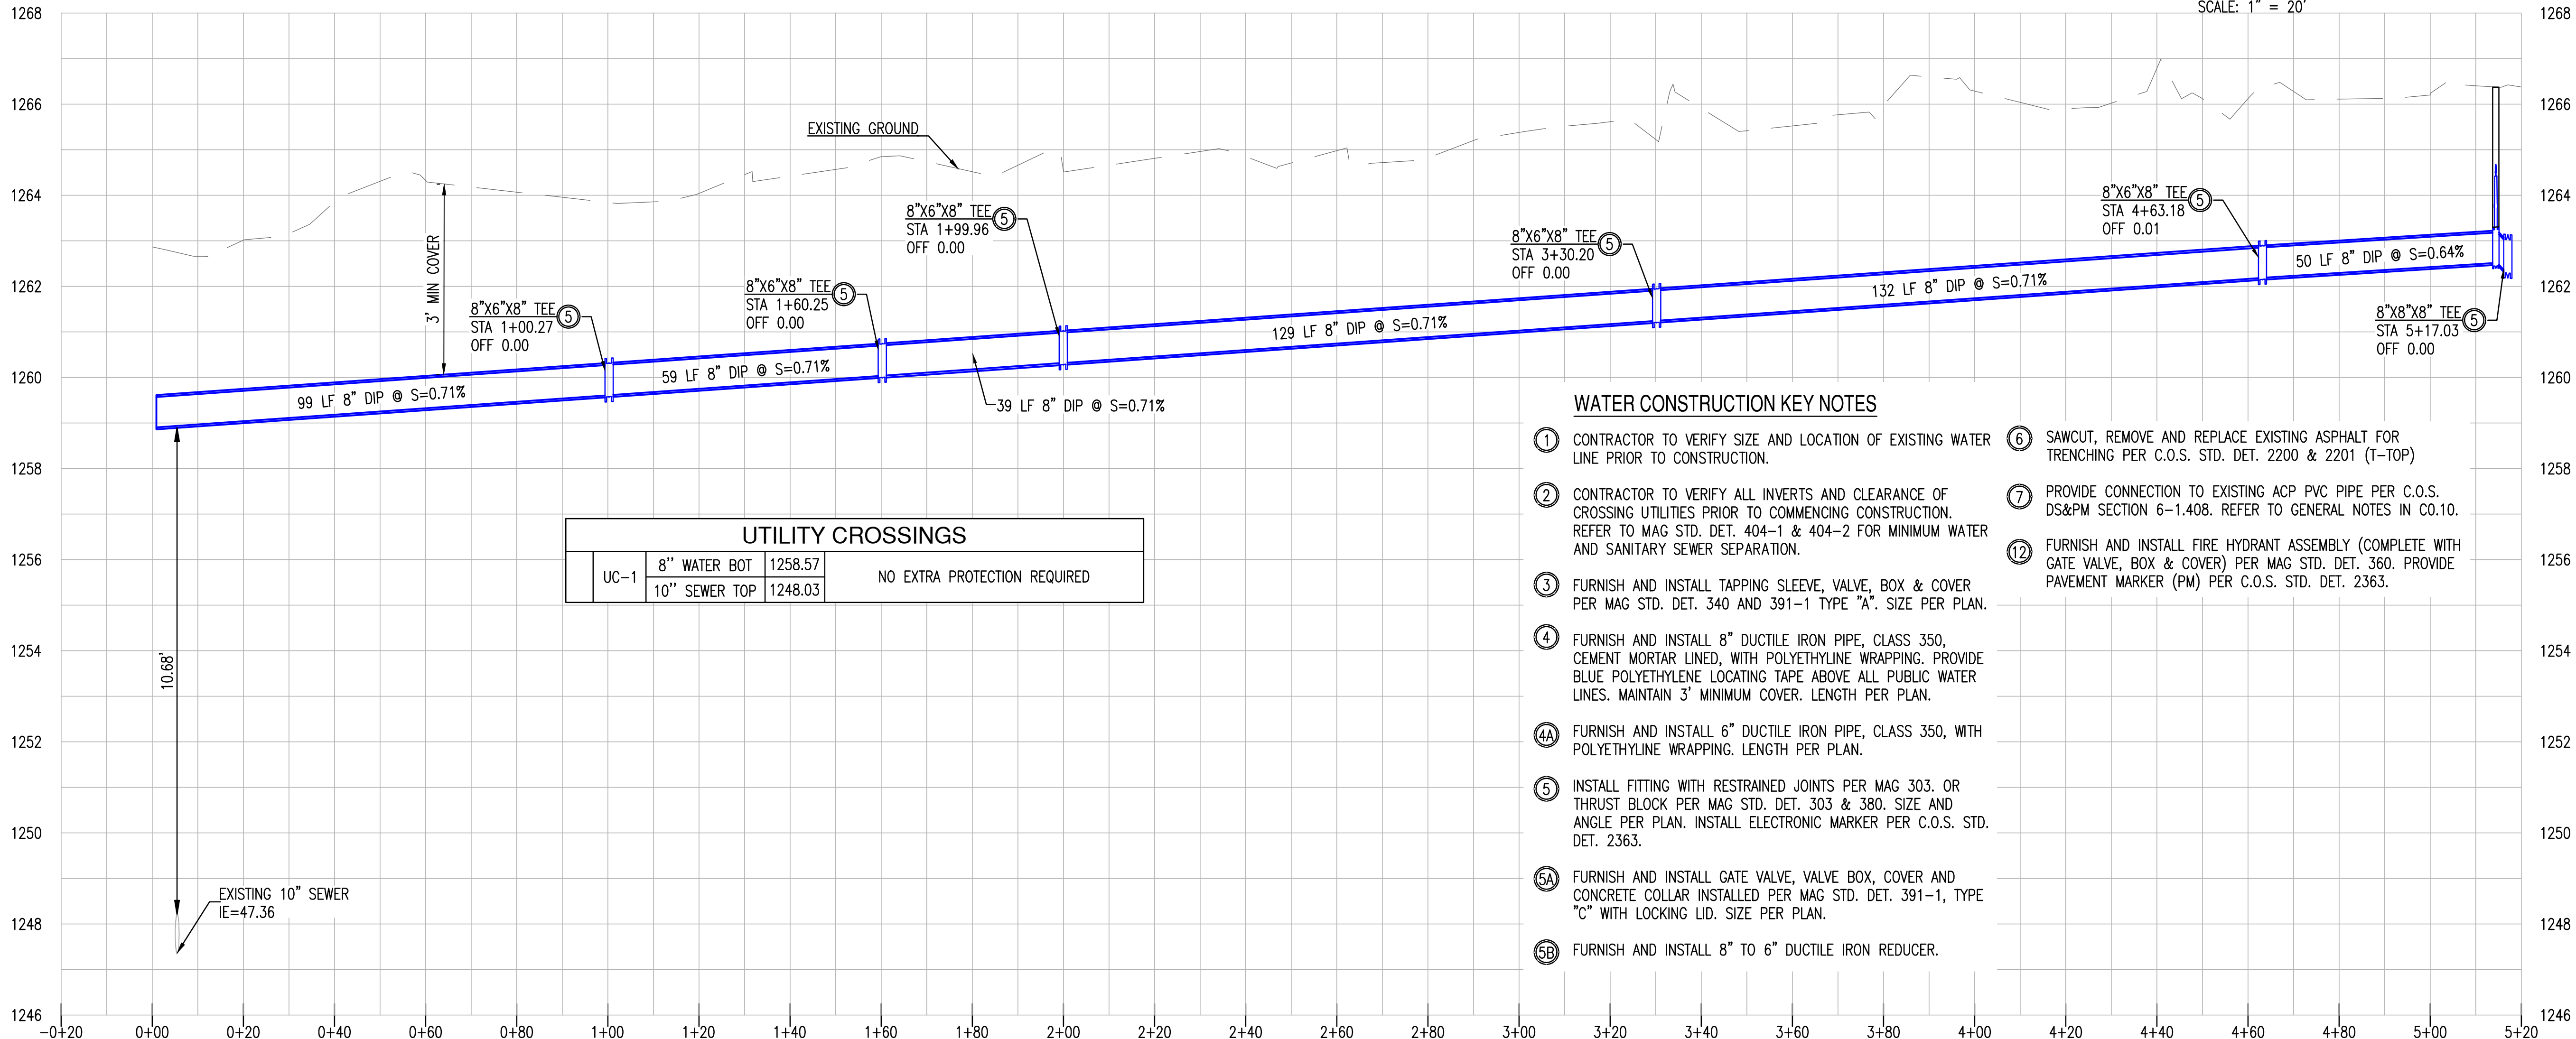 SCALE: 1" = 20'
1268
1266
1264
1262
1260
1258
1256
1254
1252
1250
1248
1246
1268
1266
1264
1262
1260
1258
1256
1254
1252
1250
1248
1246
EXISTING GROUND
3' MIN COVER
8"X6"X8" TEE 5
STA 1+00.27
OFF 0.00
8"X6"X8" TEE 5
STA 1+60.25
OFF 0.00
8"X6"X8" TEE 5
STA 1+99.96
OFF 0.00
8"X6"X8" TEE 5
STA 3+30.20
OFF 0.00
8"X6"X8" TEE 5
STA 4+63.18
OFF 0.01
8"X8"X8" TEE 5
STA 5+17.03
OFF 0.00
99 LF 8" DIP @ S=0.71%
59 LF 8" DIP @ S=0.71%
39 LF 8" DIP @ S=0.71%
129 LF 8" DIP @ S=0.71%
132 LF 8" DIP @ S=0.71%
50 LF 8" DIP @ S=0.64%
10.68'
EXISTING 10" SEWER
IE=47.36
UTILITY CROSSINGS
UC-1
8'' WATER BOT 1258.57
10'' SEWER TOP 1248.03
NO EXTRA PROTECTION REQUIRED
WATER CONSTRUCTION KEY NOTES
1 CONTRACTOR TO VERIFY SIZE AND LOCATION OF EXISTING WATER
LINE PRIOR TO CONSTRUCTION.
2 CONTRACTOR TO VERIFY ALL INVERTS AND CLEARANCE OF
CROSSING UTILITIES PRIOR TO COMMENCING CONSTRUCTION.
REFER TO MAG STD. DET. 404-1 & 404-2 FOR MINIMUM WATER
AND SANITARY SEWER SEPARATION.
3 FURNISH AND INSTALL TAPPING SLEEVE, VALVE, BOX & COVER
PER MAG STD. DET. 340 AND 391-1 TYPE "A". SIZE PER PLAN.
4 FURNISH AND INSTALL 8" DUCTILE IRON PIPE, CLASS 350,
CEMENT MORTAR LINED, WITH POLYETHYLINE WRAPPING. PROVIDE
BLUE POLYETHYLENE LOCATING TAPE ABOVE ALL PUBLIC WATER
LINES. MAINTAIN 3' MINIMUM COVER. LENGTH PER PLAN.
4A FURNISH AND INSTALL 6" DUCTILE IRON PIPE, CLASS 350, WITH
POLYETHYLINE WRAPPING. LENGTH PER PLAN.
5 INSTALL FITTING WITH RESTRAINED JOINTS PER MAG 303. OR
THRUST BLOCK PER MAG STD. DET. 303 & 380. SIZE AND
ANGLE PER PLAN. INSTALL ELECTRONIC MARKER PER C.O.S. STD.
DET. 2363.
5A FURNISH AND INSTALL GATE VALVE, VALVE BOX, COVER AND
CONCRETE COLLAR INSTALLED PER MAG STD. DET. 391-1, TYPE
"C" WITH LOCKING LID. SIZE PER PLAN.
5B FURNISH AND INSTALL 8" TO 6" DUCTILE IRON REDUCER.
6 SAWCUT, REMOVE AND REPLACE EXISTING ASPHALT FOR
TRENCHING PER C.O.S. STD. DET. 2200 & 2201 (T-TOP)
7 PROVIDE CONNECTION TO EXISTING ACP PVC PIPE PER C.O.S.
DS&PM SECTION 6-1.408. REFER TO GENERAL NOTES IN C0.10.
12 FURNISH AND INSTALL FIRE HYDRANT ASSEMBLY (COMPLETE WITH
GATE VALVE, BOX & COVER) PER MAG STD. DET. 360. PROVIDE
PAVEMENT MARKER (PM) PER C.O.S. STD. DET. 2363.
-0+20 0+00 0+20 0+40 0+60 0+80 1+00 1+20 1+40 1+60 1+80 2+00 2+20 2+40 2+60 2+80 3+00 3+20 3+40 3+60 3+80 4+00 4+20 4+40 4+60 4+80 5+00 5+20